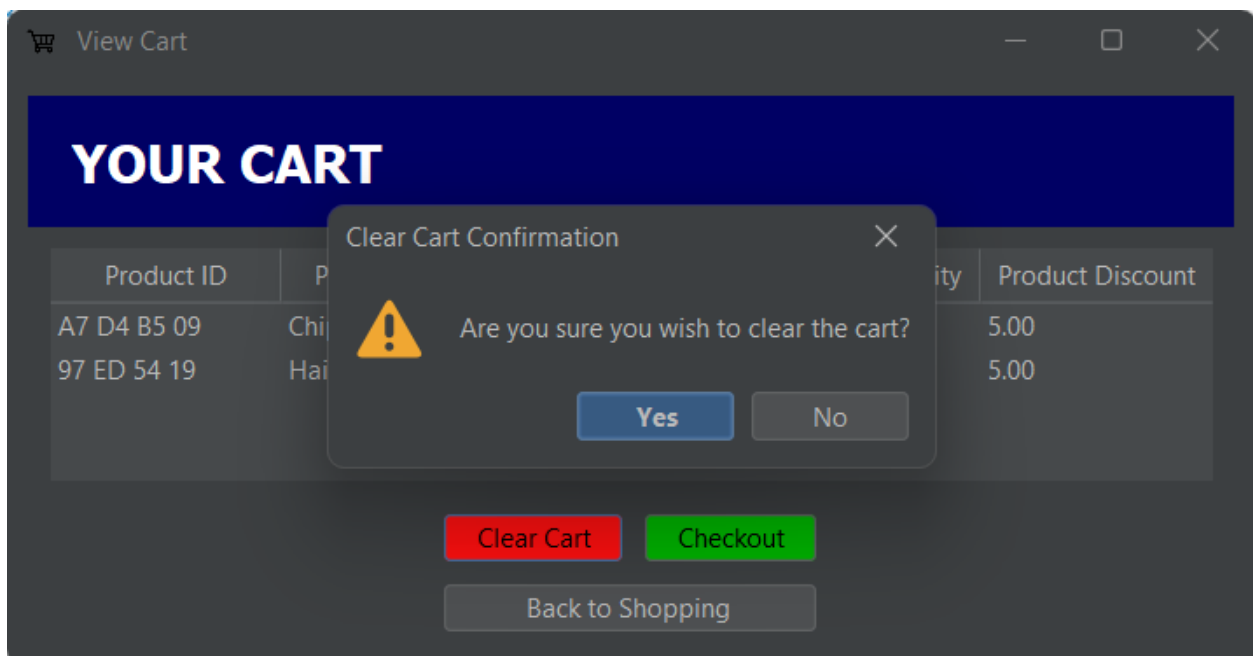 View Cart
YOUR CART
Clear Cart Confirmation
Product ID Product Discount
A7 D4 B5 09 5.00
Are you sure you wish to clear the cart?
97 ED 54 19 5.00
Yes No
Clear Cart Checkout
Back to Shopping